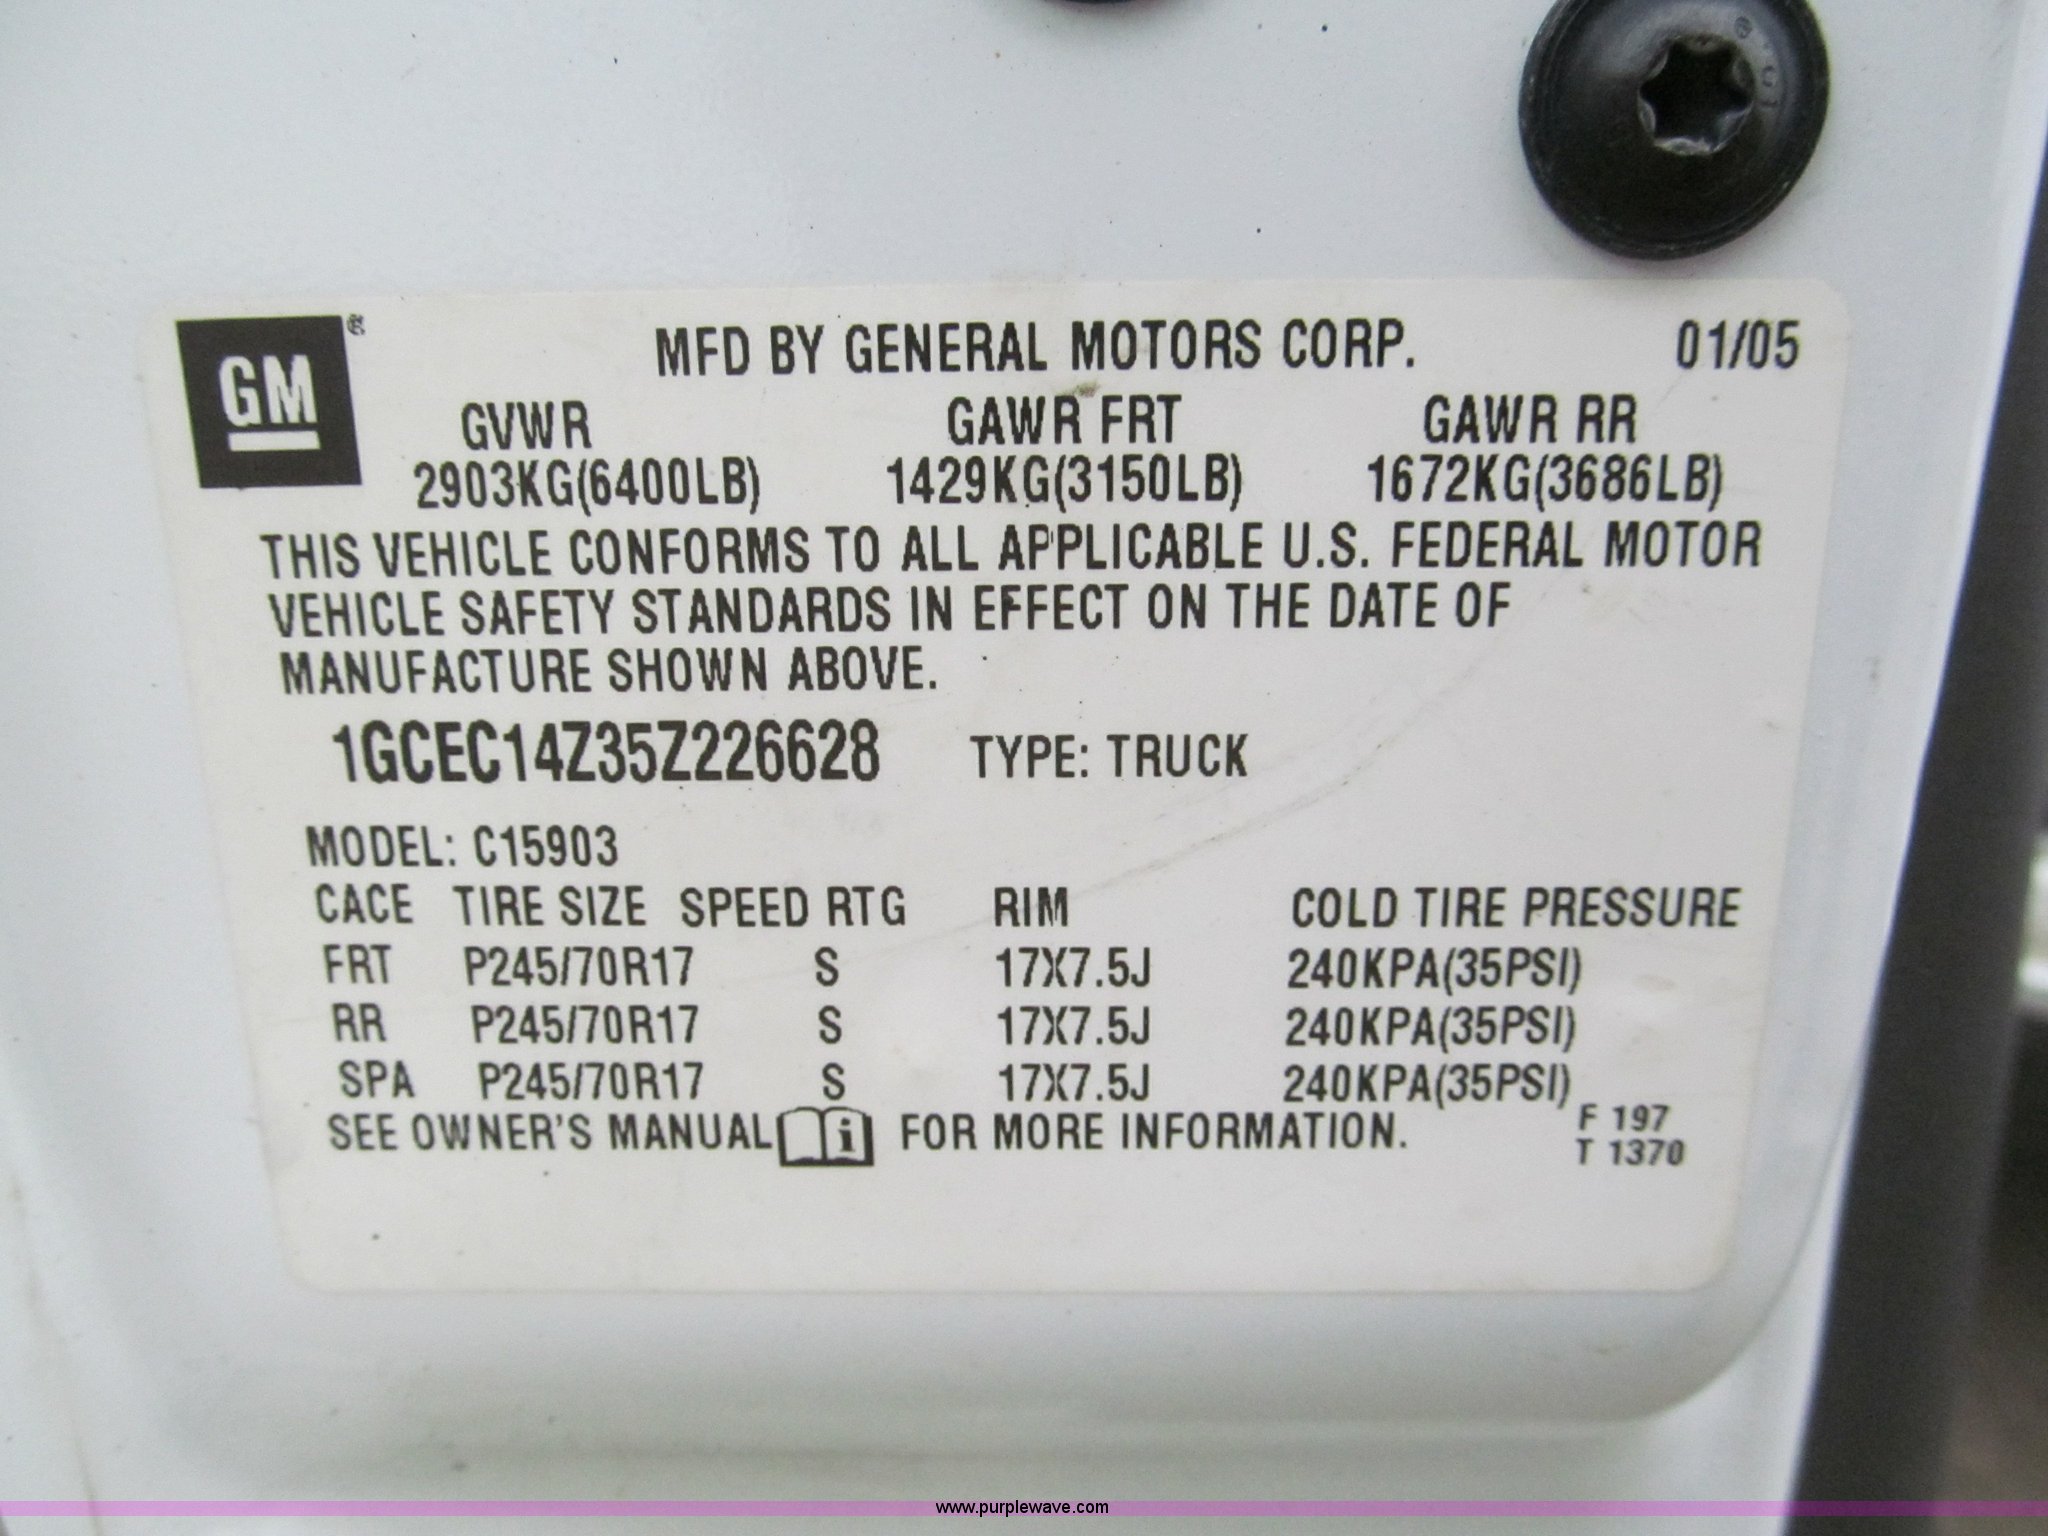 GM ®
MFD BY GENERAL MOTORS CORP. 01/05
GVWR GAWR FRT GAWR RR
2903KG(6400LB) 1429KG(3150LB) 1672KG(3686LB)
THIS VEHICLE CONFORMS TO ALL APPLICABLE U.S. FEDERAL MOTOR
VEHICLE SAFETY STANDARDS IN EFFECT ON THE DATE OF
MANUFACTURE SHOWN ABOVE.
1GCEC14Z35Z226628 TYPE: TRUCK
MODEL: C15903
CACE TIRE SIZE SPEED RTG RIM COLD TIRE PRESSURE
FRT P245/70R17 S 17X7.5J 240KPA(35PSI)
RR P245/70R17 S 17X7.5J 240KPA(35PSI)
SPA P245/70R17 S 17X7.5J 240KPA(35PSI)
SEE OWNER'S MANUAL i FOR MORE INFORMATION.
F 197
T 1370
www.purplewave.com